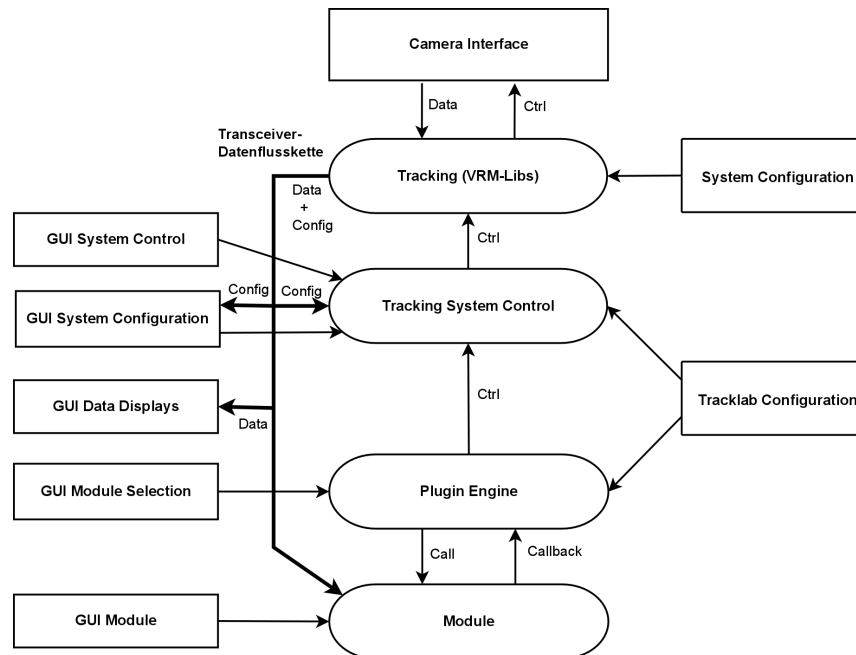 Camera Interface
Data
Ctrl
Transceiver-
Datenflusskette
Tracking (VRM-Libs)
System Configuration
Data
+
Config
GUI System Control
Ctrl
Config
Config
GUI System Configuration
Tracking System Control
GUI Data Displays
Data
Ctrl
Tracklab Configuration
GUI Module Selection
Plugin Engine
Call
Callback
GUI Module
Module